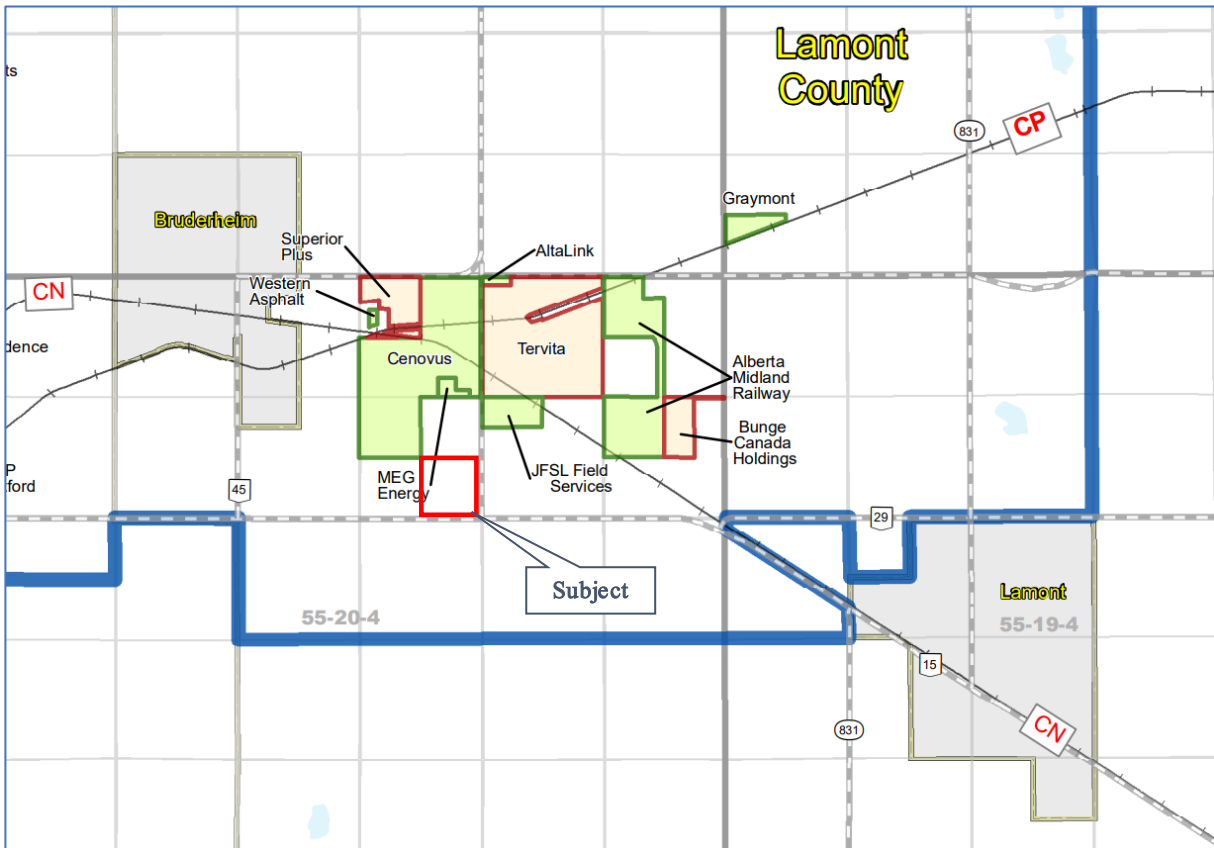 Lamont
County
ts
831
CP
Graymont
Bruderheim
Superior
Plus
AltaLink
Western
Asphalt
CN
dence
Cenovus
Tervita
Alberta
Midland
Railway
Bunge
Canada
Holdings
MEG
Energy
JFSL Field
Services
P
ford
45
29
Subject
55-20-4
Lamont
55-19-4
15
831
CN